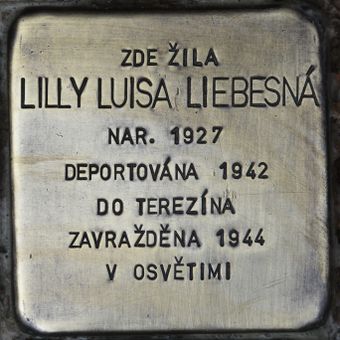 ZDE ŽILA
LILLY LUISA LIEBESNÁ
NAR. 1927
DEPORTOVÁNA 1942
DO TEREZÍNA
ZAVRAŽDĚNA 1944
V OSVĚTIMI